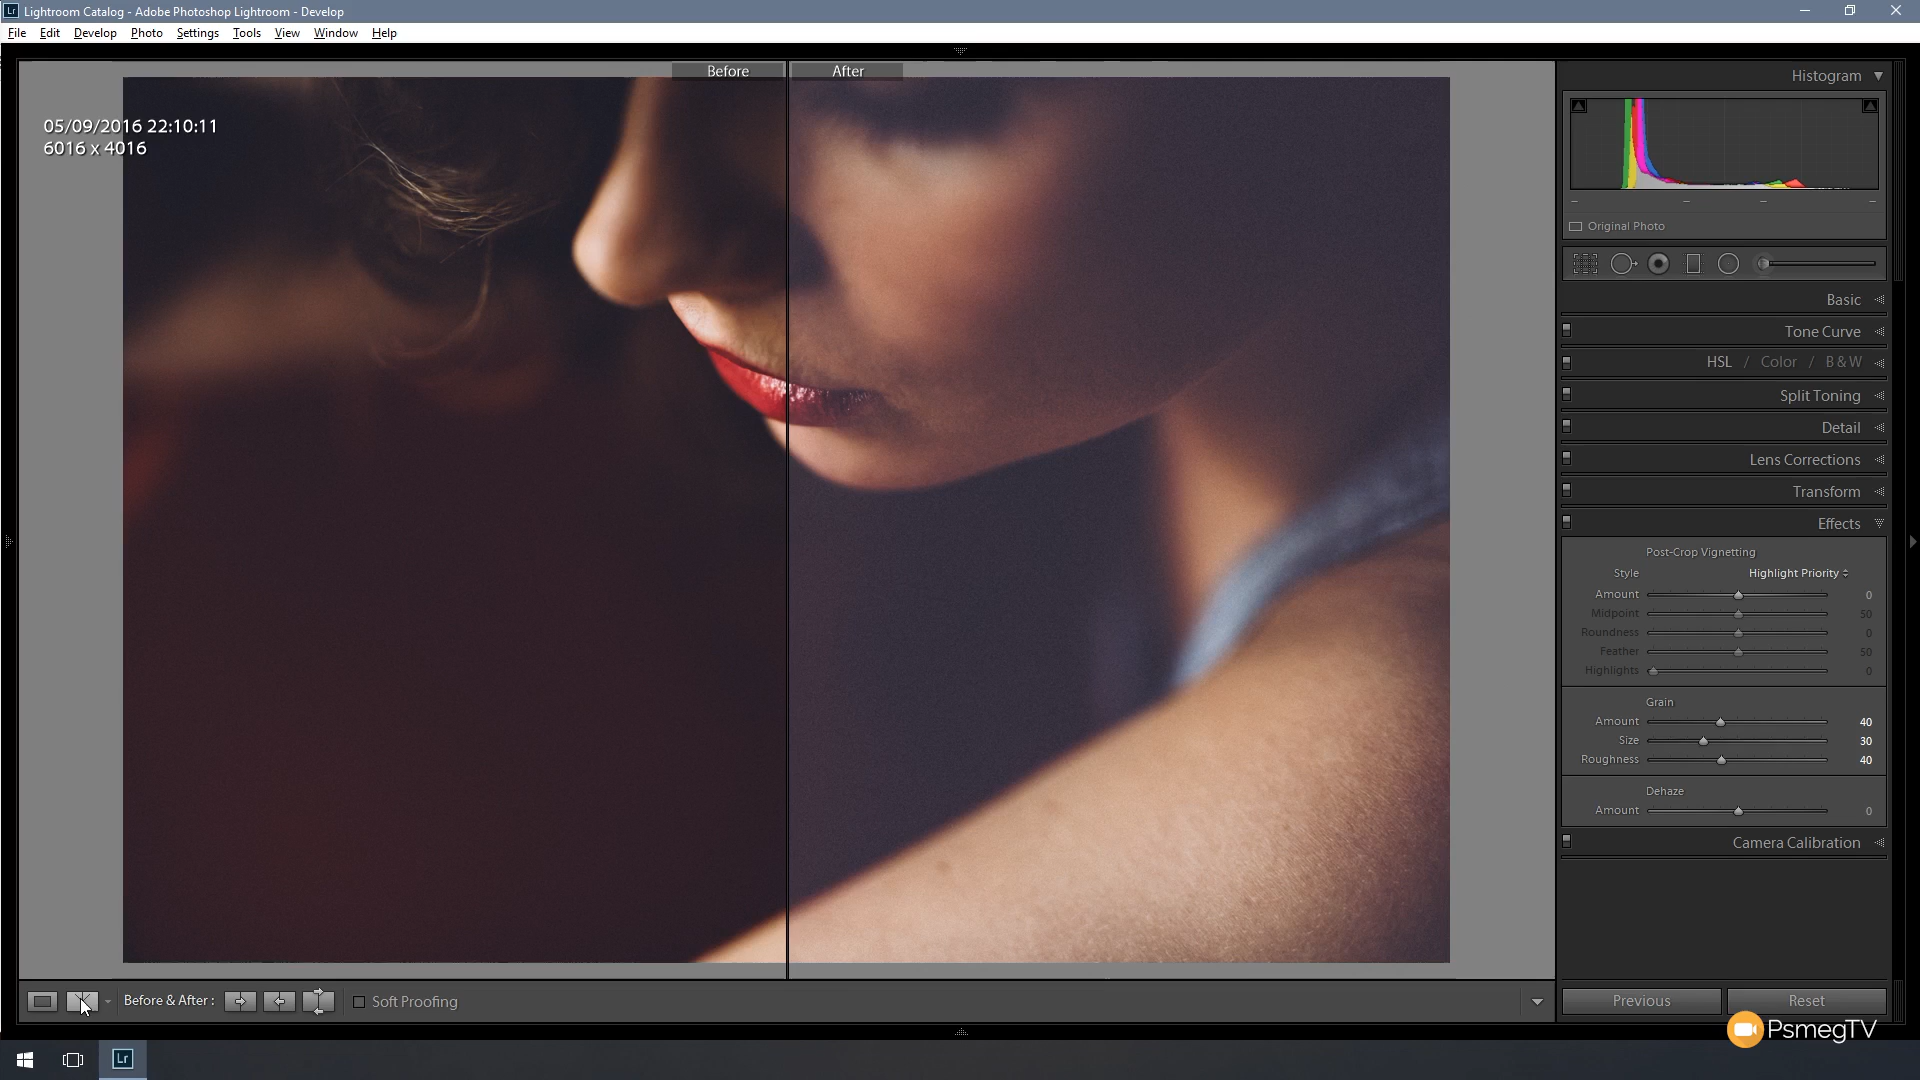 Lightroom Catalog - Adobe Photoshop Lightroom - Develop
File Edit Develop Photo Settings Tools View Window Help
Before After
05/09/2016 22:10:11
6016 x 4016
Histogram
Original Photo
Basic
Tone Curve
HSL / Color / B & W
Split Toning
Detail
Lens Corrections
Transform
Effects
Post-Crop Vignetting
Style Highlight Priority
Amount 0
Midpoint 50
Roundness 0
Feather 50
Highlights 0
Grain
Amount 40
Size 30
Roughness 40
Dehaze
Amount 0
Camera Calibration
Before & After : Soft Proofing
Previous Reset
PsmegTV
Lr